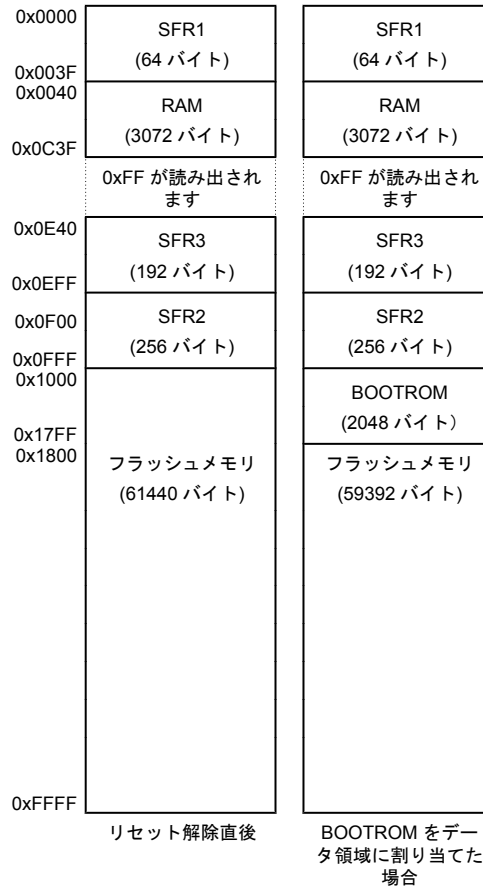 0x0000
SFR1
(64 バイト)
SFR1
(64 バイト)
0x003F
0x0040
RAM
(3072 バイト)
RAM
(3072 バイト)
0x0C3F
0xFF が読み出され
ます
0xFF が読み出され
ます
0x0E40
SFR3
(192 バイト)
SFR3
(192 バイト)
0x0EFF
0x0F00
SFR2
(256 バイト)
SFR2
(256 バイト)
0x0FFF
0x1000
BOOTROM
(2048 バイト）
0x17FF
0x1800
フラッシュメモリ
(61440 バイト)
フラッシュメモリ
(59392 バイト)
0xFFFF
リセット解除直後
BOOTROM をデー
タ領域に割り当てた
場合